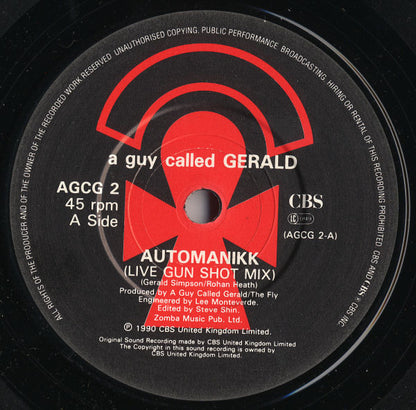 ALL RIGHTS OF THE PRODUCER AND OF THE OWNER OF THE RECORDED WORK RESERVED. UNAUTHORISED COPYING, PUBLIC PERFORMANCE, BROADCASTING, HIRING OR RENTAL OF THIS RECORDING PROHIBITED. CBS AND ARE ® CBS INC
a guy called GERALD
AGCG 2
45 rpm
A Side
CBS
(AGCG 2-A)
AUTOMANIKK
(LIVE GUN SHOT MIX)
(Gerald Simpson/Rohan Heath)
Produced by A Guy Called Gerald/The Fly
Engineered by Lee Monteverde.
Edited by Steve Shin.
Zomba Music Pub. Ltd.
℗ 1990 CBS United Kingdom Limited.
Original Sound Recording made by CBS United Kingdom Limited
The Copyright in this sound recording is owned by
CBS United Kingdom Limited.